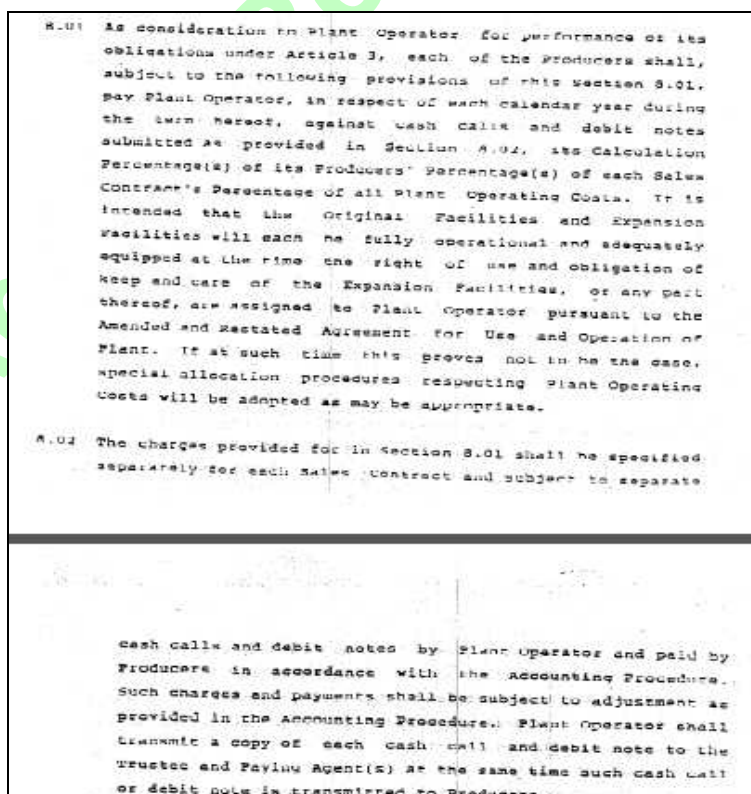 8.01 As consideration to Plant Operator for performance of its
obligations under Article 3, each of the Producers shall,
subject to the following provisions of this Section 8.01,
pay Plant Operator, in respect of each calendar year during
the term hereof, against cash calls and debit notes
submitted as provided in Section 8.02, its Calculation
Percentage(s) of its Producers' Percentage(s) of each Sales
Contract's Percentage of all Plant Operating Costs. It is
intended that the Original Facilities and Expansion
Facilities will each be fully operational and adequately
equipped at the time the right of use and obligation of
keep and care of the Expansion Facilities, or any part
thereof, are assigned to Plant Operator pursuant to the
Amended and Restated Agreement for Use and Operation of
Plant. If at such time this proves not to be the case,
special allocation procedures respecting Plant Operating
Costs will be adopted as may be appropriate.
8.02 The charges provided for in Section 8.01 shall be specified
separately for each Sales Contract and subject to separate
cash calls and debit notes by Plant Operator and paid by
Producers in accordance with the Accounting Procedure.
Such charges and payments shall be subject to adjustment as
provided in the Accounting Procedure. Plant Operator shall
transmit a copy of each cash call and debit note to the
Trustee and Paying Agent(s) at the same time such cash call
or debit note is transmitted to Producers.